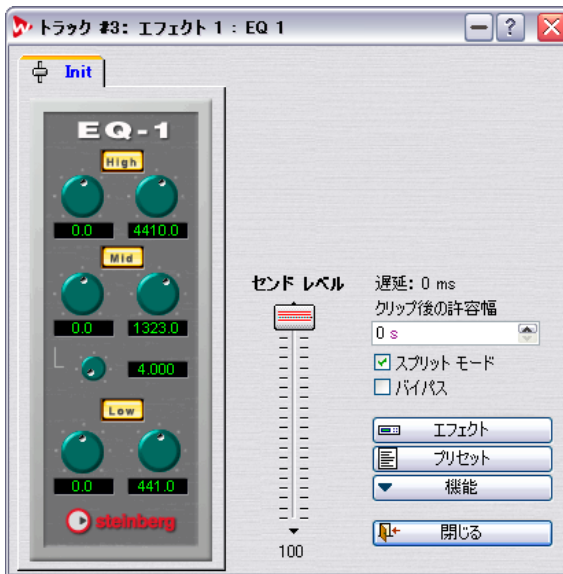 トラック #3: エフェクト 1 : EQ 1
Init
EQ-1
High
0.0 4410.0
Mid
0.0 1323.0
4.000
Low
0.0 441.0
steinberg
センド レベル
100
遅延: 0 ms
クリップ後の許容幅
0 s
スプリット モード
バイパス
エフェクト
プリセット
機能
閉じる